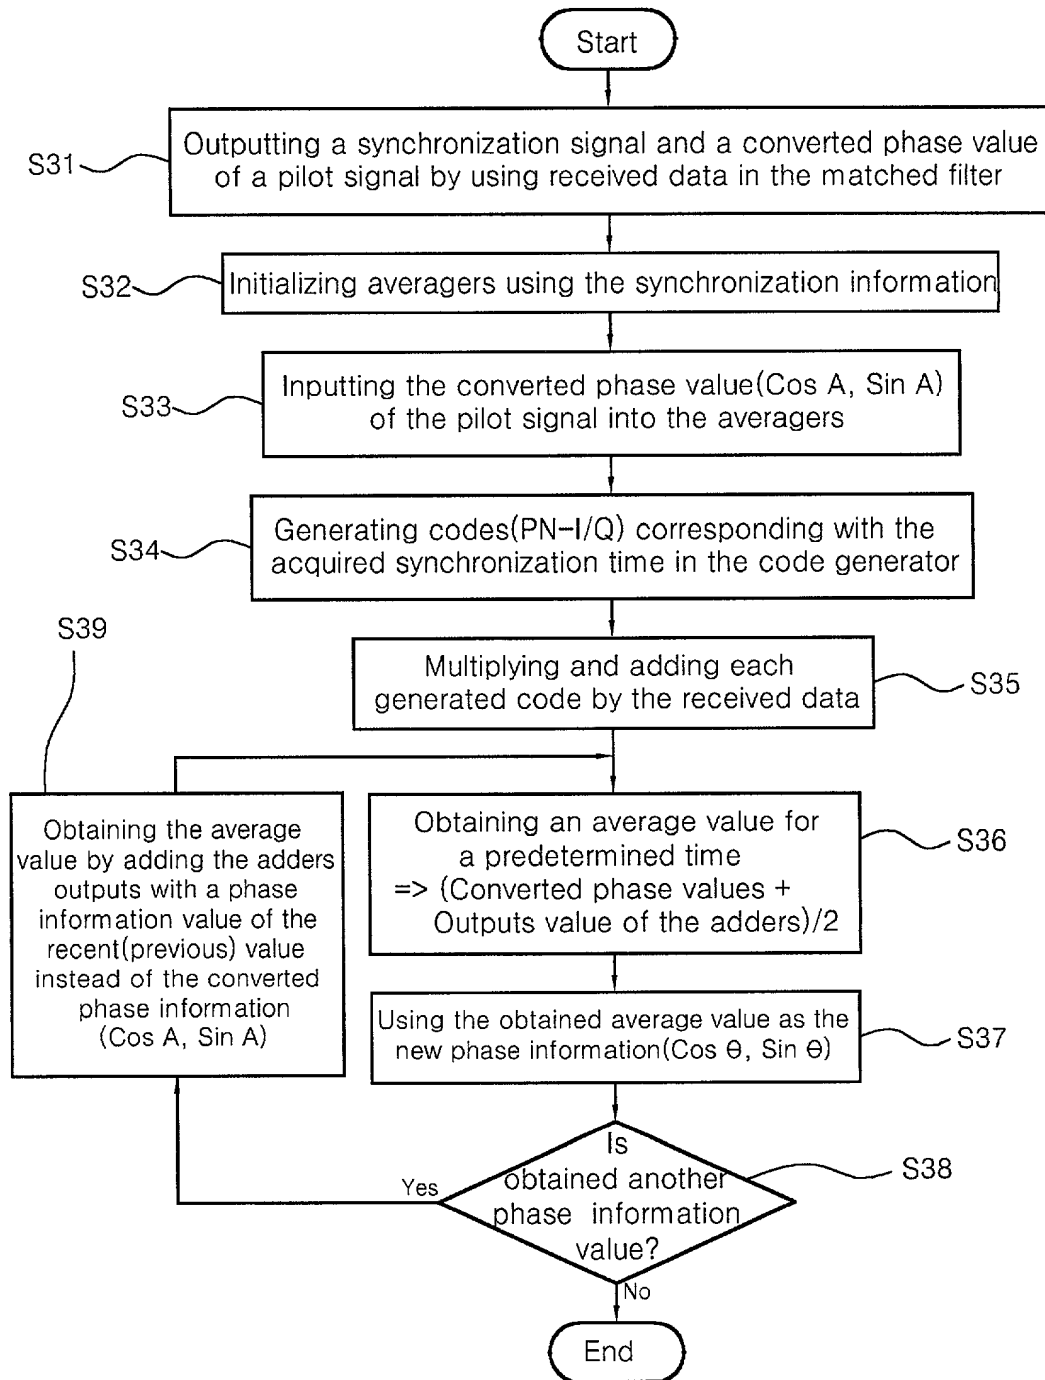 Start
S31
Outputting a synchronization signal and a converted phase value
of a pilot signal by using received data in the matched filter
S32
Initializing averagers using the synchronization information
S33
Inputting the converted phase value(Cos A, Sin A)
of the pilot signal into the averagers
S34
Generating codes(PN-I/Q) corresponding with the
acquired synchronization time in the code generator
S35
Multiplying and adding each
generated code by the received data
S39
Obtaining the average
value by adding the adders
outputs with a phase
information value of the
recent(previous) value
instead of the converted
phase information
(Cos A, Sin A)
S36
Obtaining an average value for
a predetermined time
=> (Converted phase values +
Outputs value of the adders)/2
S37
Using the obtained average value as the
new phase information(Cos θ, Sin θ)
S38
Is
obtained another
phase information
value?
Yes
No
End